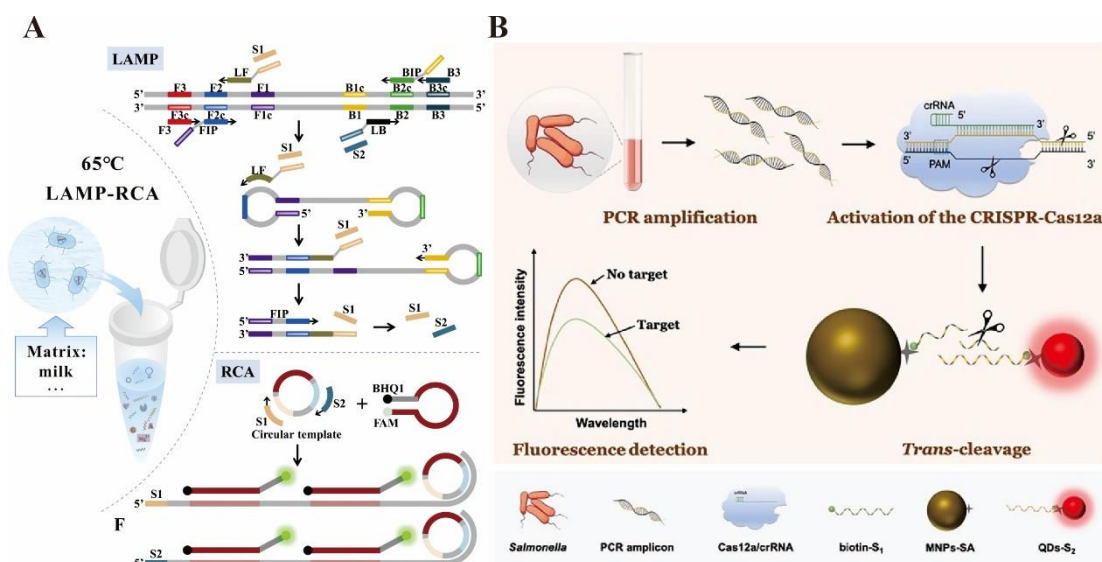 A
LAMP
S1
LF
BIP
B3
F3 F2 F1 B1c B2c B3c
5' 3'
3' 5'
F3c F2c F1c B1 B2 B3
F3
F1P
LB
S2
S1
65°C
LAMP-RCA
LF
5' 3'
S1
3' 3'
5'
Matrix:
milk
...
F1P
S1
5'
3'
S1
S2
RCA
BHQ1
S2
+
S1
FAM
Circular template
5' S1
F
5' S2
B
crRNA
5'
3'
3'
5'
5'
3'
PAM
PCR amplification
Activation of the CRISPR-Cas12a
Fluorescence intensity
No target
Target
Wavelength
Fluorescence detection
Trans-cleavage
crRNA
Salmonella
PCR amplicon
Cas12a/crRNA
biotin-S₁
MNPs-SA
QDs-S₂